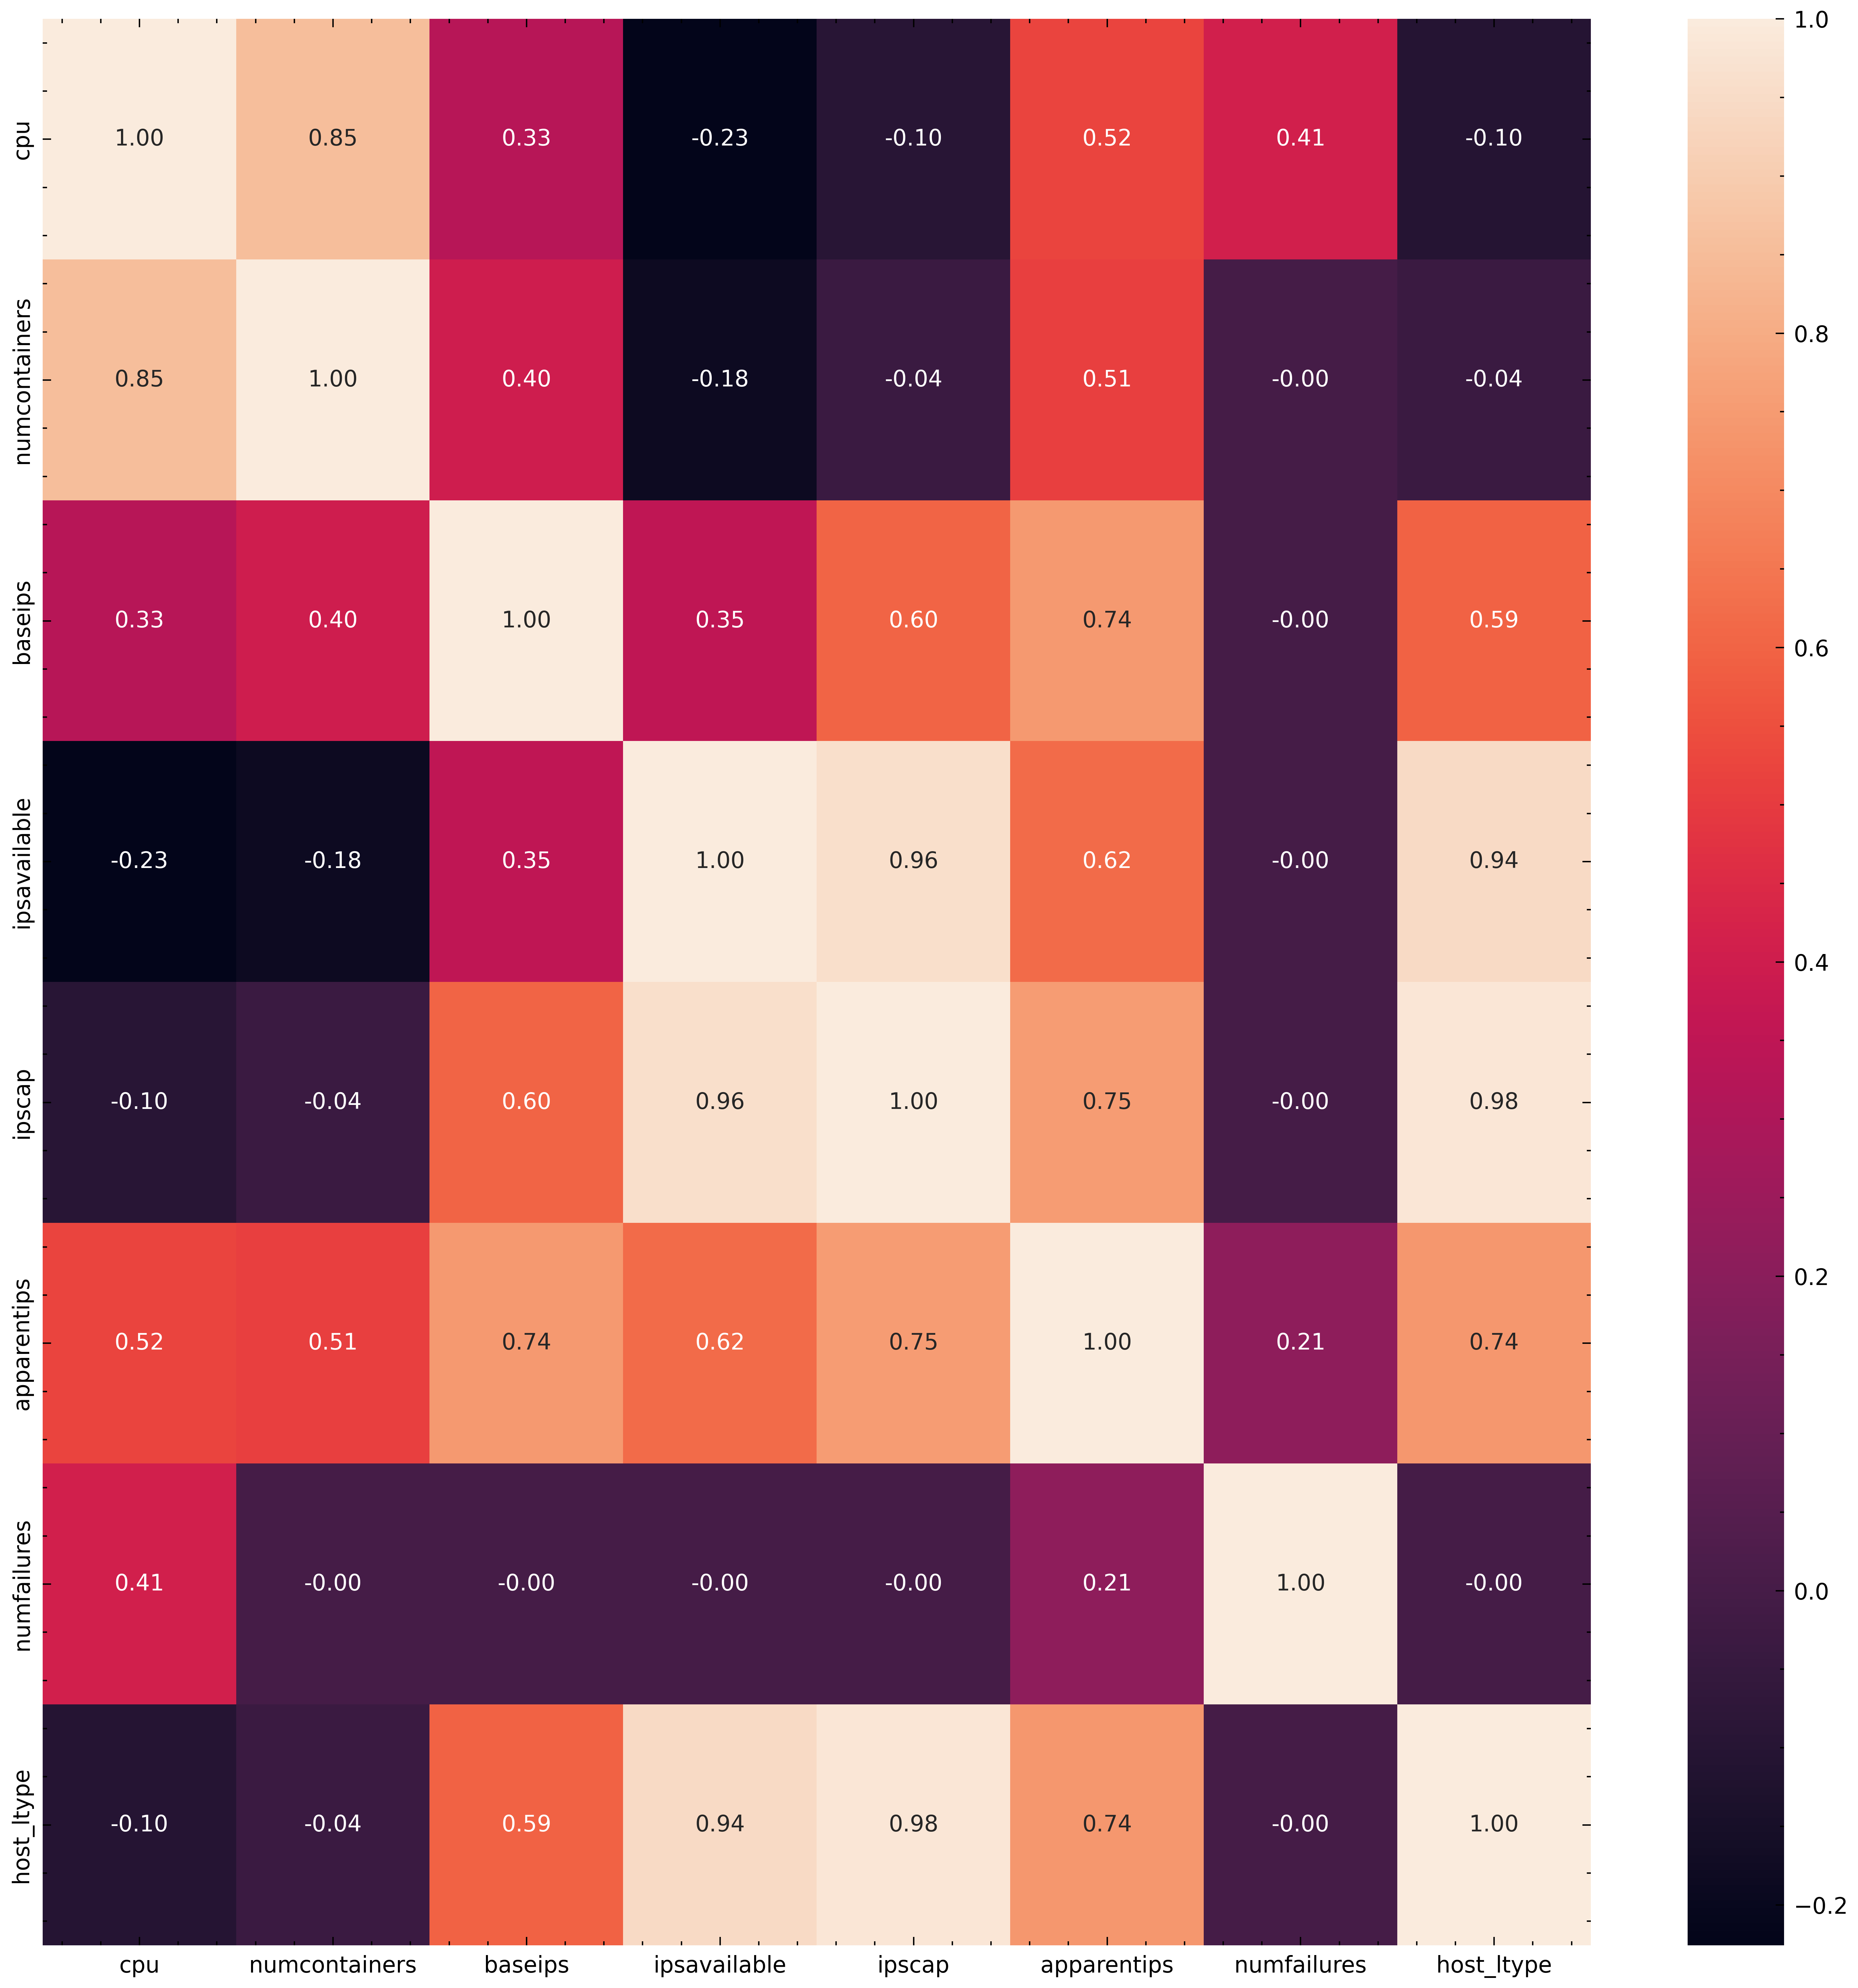 cpu 1.00 0.85 0.33 -0.23 -0.10 0.52 0.41 -0.10
numcontainers 0.85 1.00 0.40 -0.18 -0.04 0.51 -0.00 -0.04
baseips 0.33 0.40 1.00 0.35 0.60 0.74 -0.00 0.59
ipsavailable -0.23 -0.18 0.35 1.00 0.96 0.62 -0.00 0.94
ipscap -0.10 -0.04 0.60 0.96 1.00 0.75 -0.00 0.98
apparentips 0.52 0.51 0.74 0.62 0.75 1.00 0.21 0.74
numfailures 0.41 -0.00 -0.00 -0.00 -0.00 0.21 1.00 -0.00
host_ltype -0.10 -0.04 0.59 0.94 0.98 0.74 -0.00 1.00
cpu numcontainers baseips ipsavailable ipscap apparentips numfailures host_ltype
1.0
0.8
0.6
0.4
0.2
0.0
−0.2